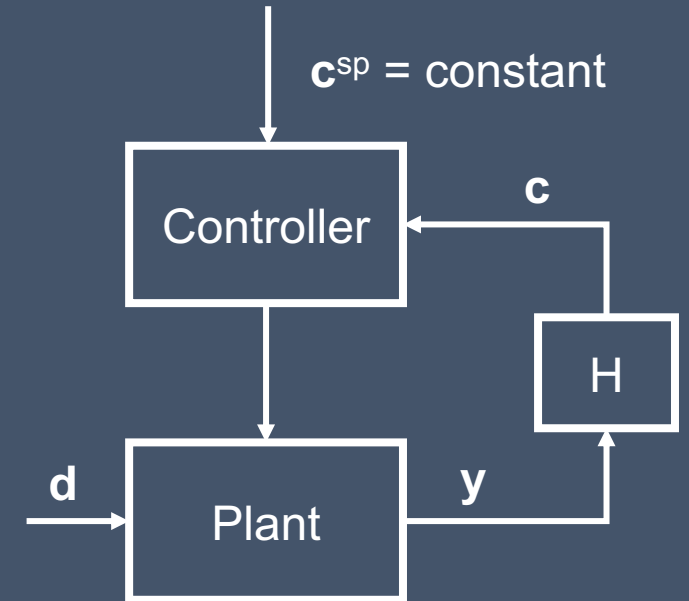 c^sp = constant
c
Controller
H
d
y
Plant